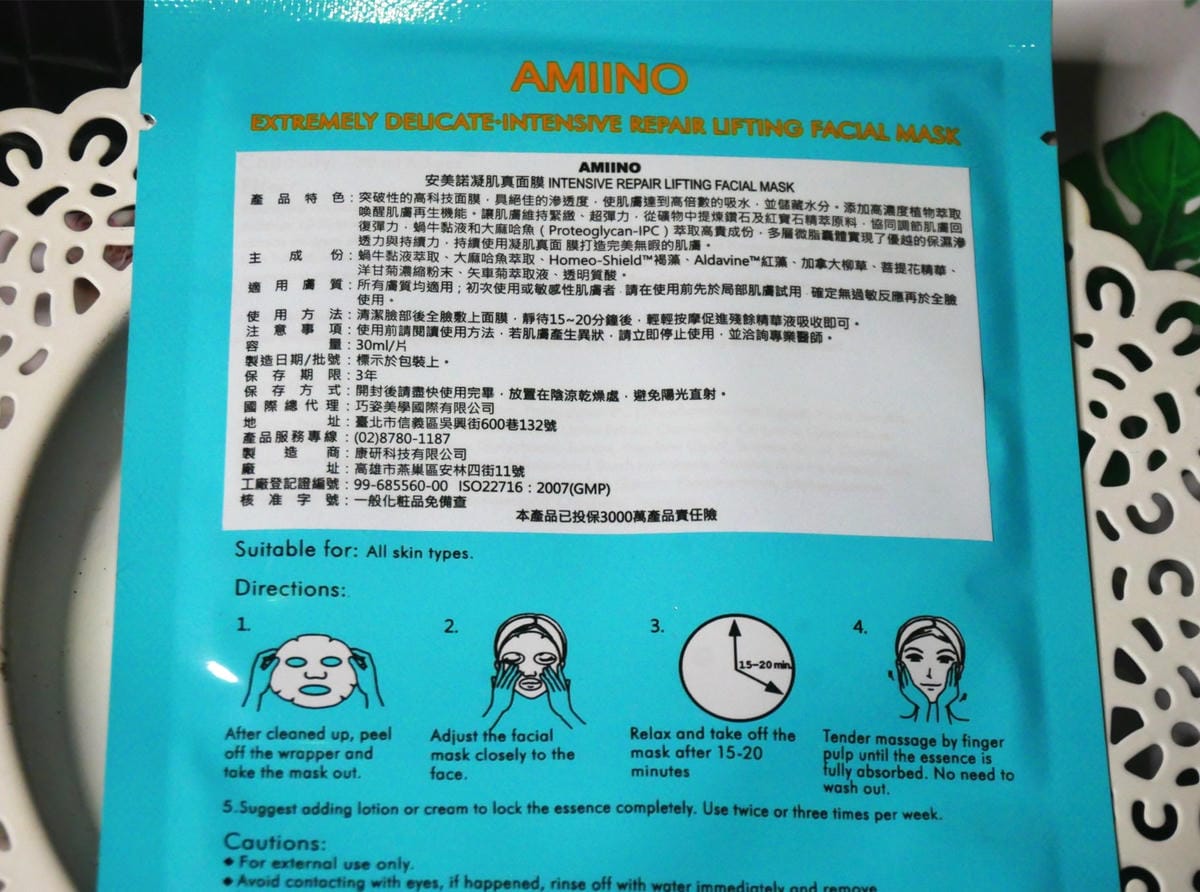 AMIINO
EXTREMELY DELICATE·INTENSIVE REPAIR LIFTING FACIAL MASK
AMIINO
安美諾凝肌真面膜 INTENSIVE REPAIR LIFTING FACIAL MASK
產品特色：突破性的高科技面膜，具絕佳的滲透度，使肌膚達到高倍數的吸水，並儲藏水分。添加高濃度植物萃取
喚醒肌膚再生機能。讓肌膚維持緊緻、超彈力，從礦物中提煉鑽石及紅寶石精萃原料，協同調節肌膚回
復彈力，蝸牛黏液和大麻哈魚（Proteoglycan-IPC）萃取高貴成份，多層微脂囊體實現了優越的保濕滲
透力與持續力，持續使用凝肌真面 膜打造完美無暇的肌膚。
主成份：蝸牛黏液萃取、大麻哈魚萃取、Homeo-Shield™褐藻、Aldavine™紅藻、加拿大柳草、菩提花精華、
洋甘菊濃縮粉末、矢車菊萃取液、透明質酸。
適用膚質：所有膚質均適用；初次使用或敏感性肌膚者，請在使用前先於局部肌膚試用，確定無過敏反應再於全臉
使用。
使用方法：清潔臉部後全臉敷上面膜，靜待15~20分鐘後，輕輕按摩促進殘餘精華液吸收即可。
注意事項：使用前請閱讀使用方法，若肌膚產生異狀，請立即停止使用，並洽詢專業醫師。
容量：30ml/片
製造日期/批號：標示於包裝上。
保存期限：3年
保存方式：開封後請盡快使用完畢，放置在陰涼乾燥處，避免陽光直射。
國際總代理：巧姿美學國際有限公司
地址：臺北市信義區吳興街600巷132號
產品服務專線：(02)8780-1187
製造商：康研科技有限公司
廠址：高雄市燕巢區安林四街11號
工廠登記證編號：99-685560-00 ISO22716：2007(GMP)
核准字號：一般化粧品免備查
本產品已投保3000萬產品責任險
Suitable for: All skin types.
Directions:
1.
2.
3.
4.
15-20 min.
After cleaned up, peel
off the wrapper and
take the mask out.
Adjust the facial
mask closely to the
face.
Relax and take off the
mask after 15-20
minutes
Tender massage by finger
pulp until the essence is
fully absorbed. No need to
wash out.
5.Suggest adding lotion or cream to lock the essence completely. Use twice or three times per week.
Cautions:
◆ For external use only.
◆ Avoid contacting with eyes, if happened, rinse off with water immediately and remove